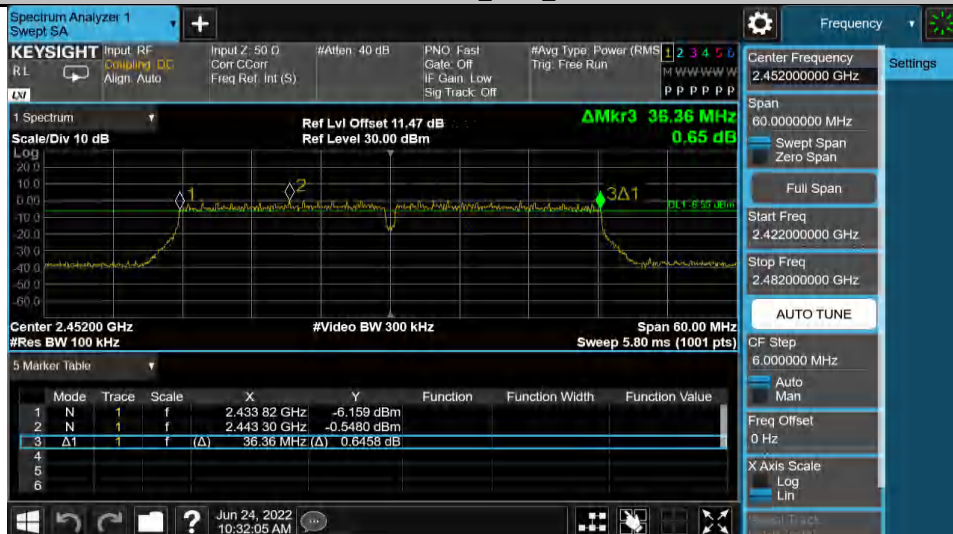 Spectrum Analyzer 1
Swept SA
+
Frequency
KEYSIGHT
RL
LXI
Input: RF
Coupling: DC
Align: Auto
Input Z: 50 Ω
Corr CCorr
Freq Ref: Int (S)
#Atten: 40 dB
PNO: Fast
Gate: Off
IF Gain: Low
Sig Track: Off
#Avg Type: Power (RMS
Trig: Free Run
1 2 3 4 5 6
M W W W W W
P P P P P P
1 Spectrum
Scale/Div 10 dB
Ref Lvl Offset 11.47 dB
Ref Level 30.00 dBm
ΔMkr3 36.36 MHz
0.65 dB
Log
20.0
10.0
0.00
-10.0
-20.0
-30.0
-40.0
-50.0
-60.0
1
2
3Δ1
Center 2.45200 GHz
#Res BW 100 kHz
#Video BW 300 kHz
Span 60.00 MHz
Sweep 5.80 ms (1001 pts)
5 Marker Table
Mode Trace Scale X Y Function Function Width Function Value
1 N 1 f 2.433 82 GHz -6.159 dBm
2 N 1 f 2.443 30 GHz -0.5480 dBm
3 Δ1 1 f (Δ) 36.36 MHz (Δ) 0.6458 dB
4
5
6
Jun 24, 2022
10:32:05 AM
Center Frequency
2.452000000 GHz
Settings
Span
60.0000000 MHz
Swept Span
Zero Span
Full Span
Start Freq
2.422000000 GHz
Stop Freq
2.482000000 GHz
AUTO TUNE
CF Step
6.000000 MHz
Auto
Man
Freq Offset
0 Hz
X Axis Scale
Log
Lin